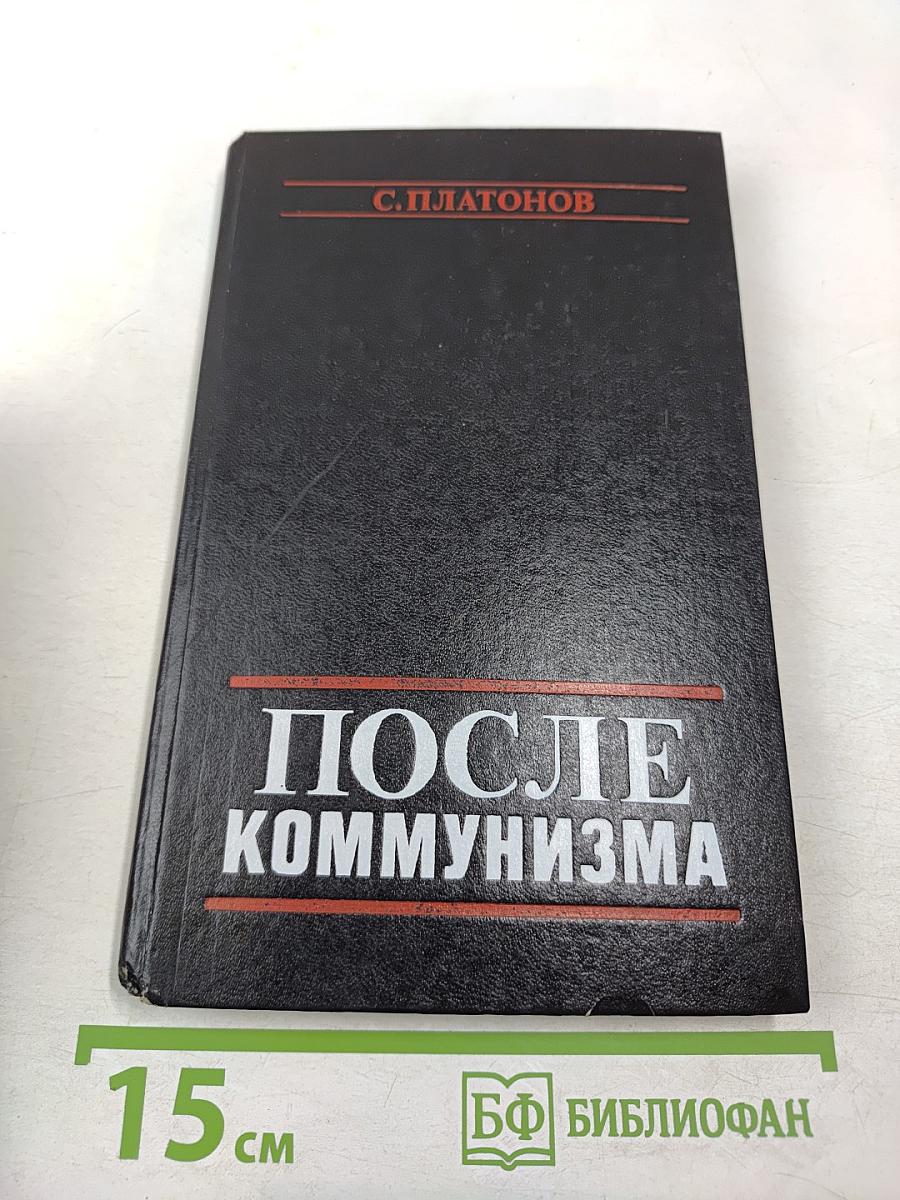 С.ПЛАТОНОВ
ПОСЛЕ
КОММУНИЗМА
15 см
БФ БИБЛИОФАН